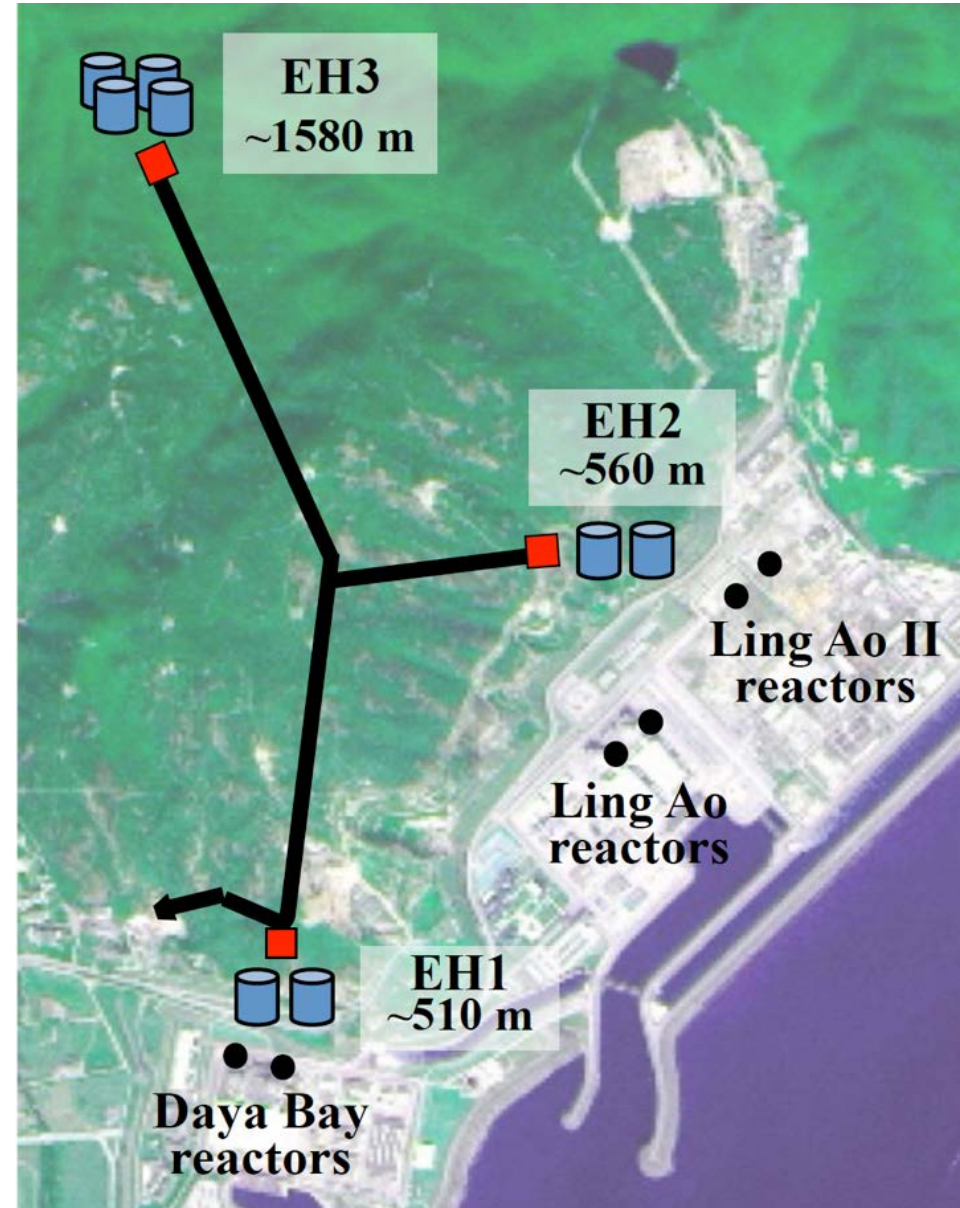 EH3
~1580 m
EH2
~560 m
Ling Ao II
reactors
Ling Ao
reactors
EH1
~510 m
Daya Bay
reactors